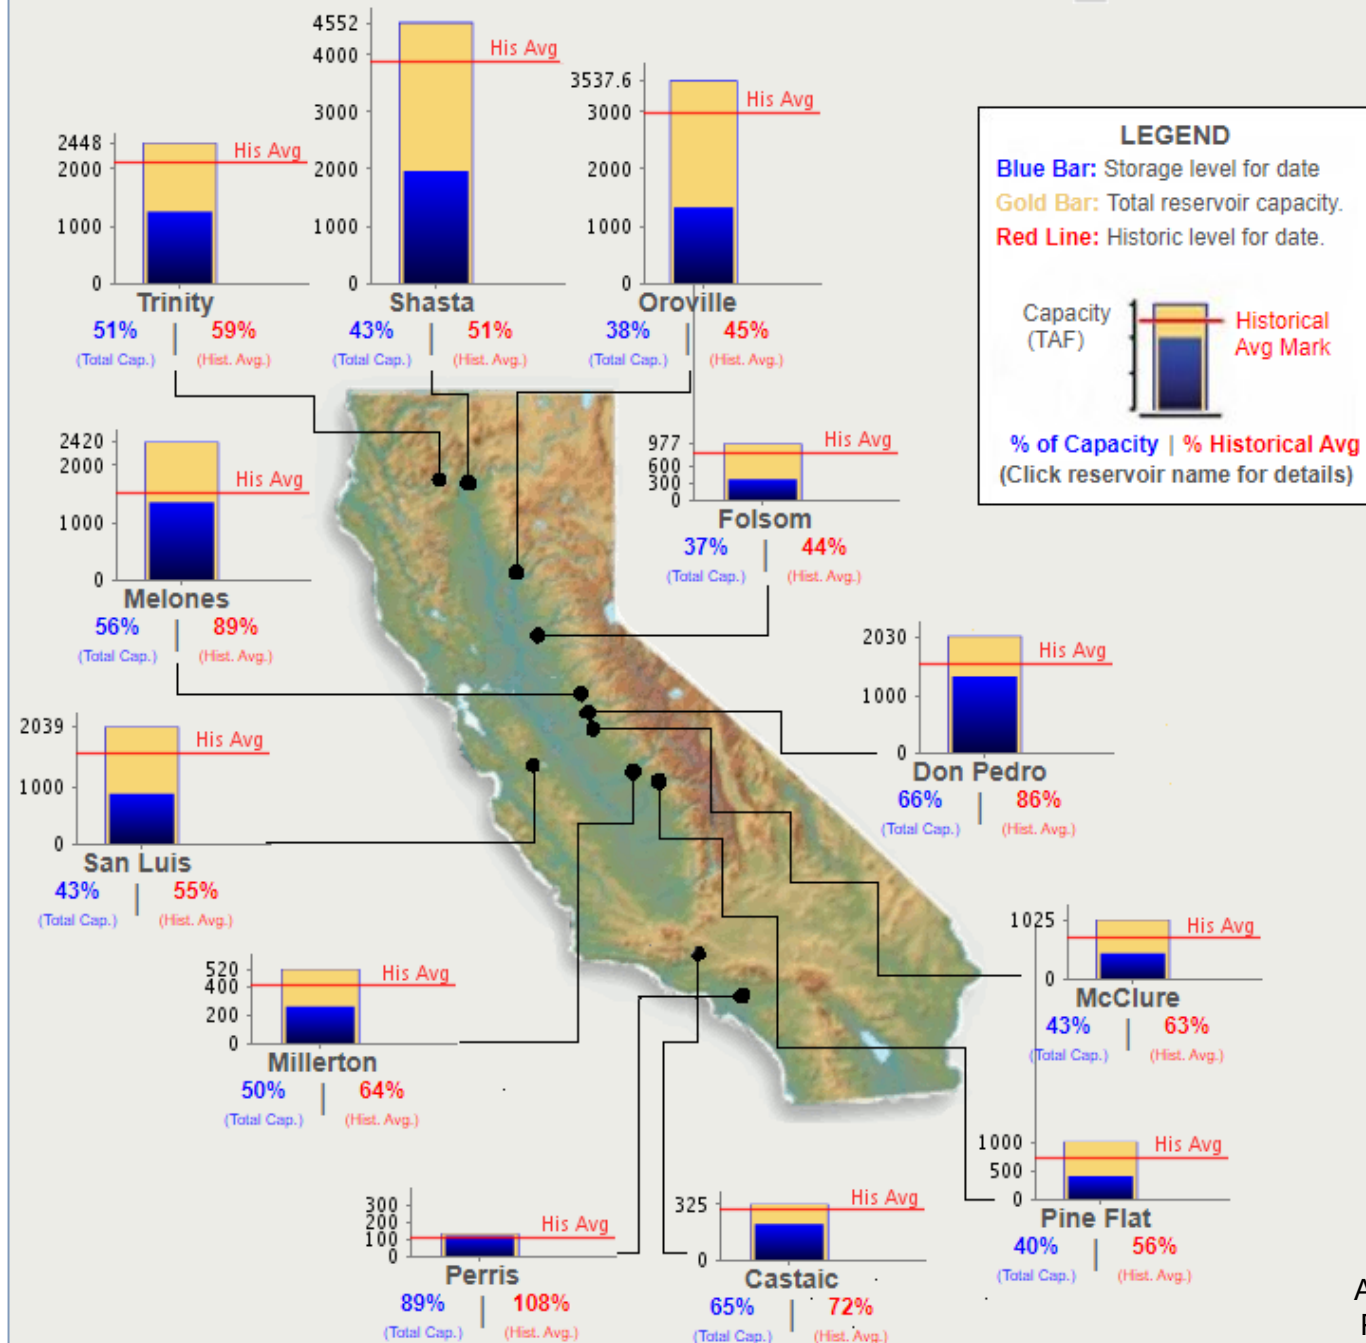 4552
4000
3000
1000
0
His Avg
Shasta
43% | 51%
(Total Cap.) (Hist. Avg.)
3537.6
3000
2000
1000
0
His Avg
Oroville
38% | 45%
(Total Cap.) (Hist. Avg.)
2448
2000
1000
0
His Avg
Trinity
51% | 59%
(Total Cap.) (Hist. Avg.)
LEGEND
Blue Bar: Storage level for date
Gold Bar: Total reservoir capacity.
Red Line: Historic level for date.
Capacity
(TAF)
Historical
Avg Mark
% of Capacity | % Historical Avg
(Click reservoir name for details)
2420
2000
1000
0
His Avg
Melones
56% | 89%
(Total Cap.) (Hist. Avg.)
977
600
300
0
His Avg
Folsom
37% | 44%
(Total Cap.) (Hist. Avg.)
2030
1000
0
His Avg
Don Pedro
66% | 86%
(Total Cap.) (Hist. Avg.)
2039
1000
0
His Avg
San Luis
43% | 55%
(Total Cap.) (Hist. Avg.)
1025
0
His Avg
McClure
43% | 63%
(Total Cap.) (Hist. Avg.)
520
400
200
0
His Avg
Millerton
50% | 64%
(Total Cap.) (Hist. Avg.)
1000
500
0
His Avg
Pine Flat
40% | 56%
(Total Cap.) (Hist. Avg.)
300
200
100
0
His Avg
Perris
89% | 108%
(Total Cap.) (Hist. Avg.)
325
0
His Avg
Castaic
65% | 72%
(Total Cap.) (Hist. Avg.)
A